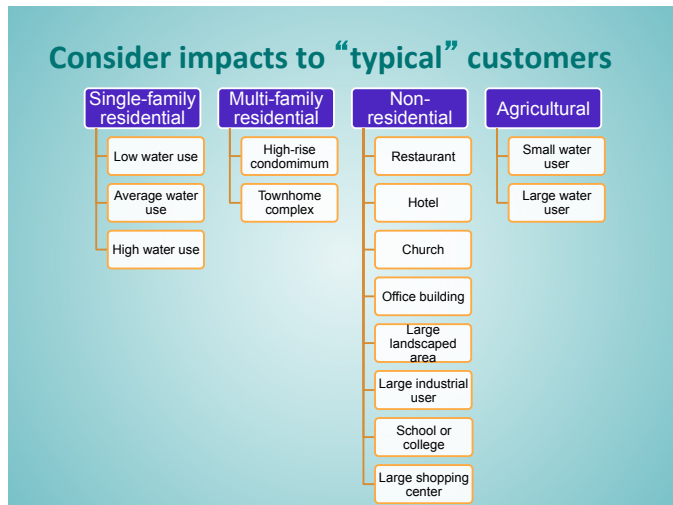 Consider impacts to “typical” customers
Single-family
residential
Low water use
Average water
use
High water use
Multi-family
residential
High-rise
condomimum
Townhome
complex
Non-
residential
Restaurant
Hotel
Church
Office building
Large
landscaped
area
Large industrial
user
School or
college
Large shopping
center
Agricultural
Small water
user
Large water
user